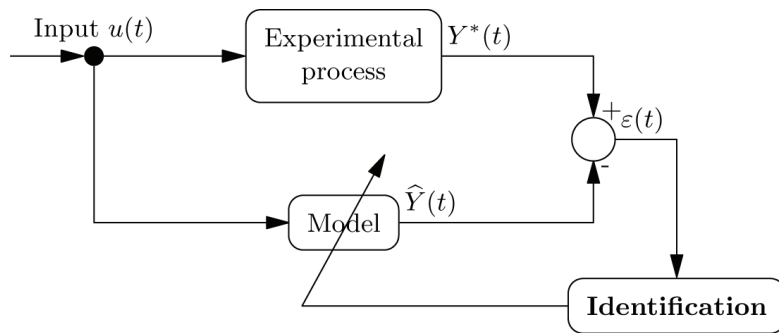 Input u(t)
Experimental
process
Y*(t)
+
ε(t)
-
Ŷ(t)
Model
Identification